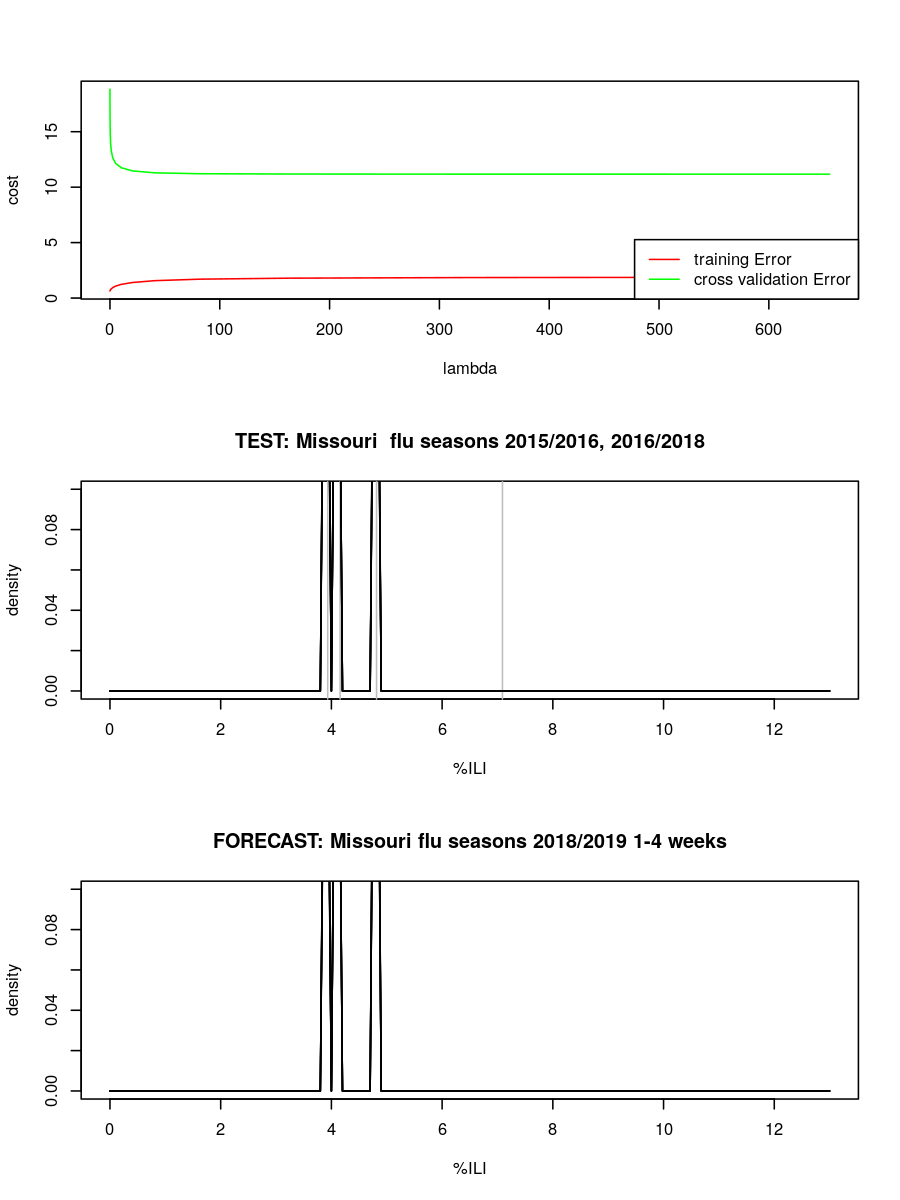 15
10
5
0
cost
training Error
cross validation Error
0 100 200 300 400 500 600
lambda
TEST: Missouri  flu seasons 2015/2016, 2016/2018
0.08
0.04
0.00
density
0 2 4 6 8 10 12
%ILI
FORECAST: Missouri flu seasons 2018/2019 1-4 weeks
0.08
0.04
0.00
density
0 2 4 6 8 10 12
%ILI